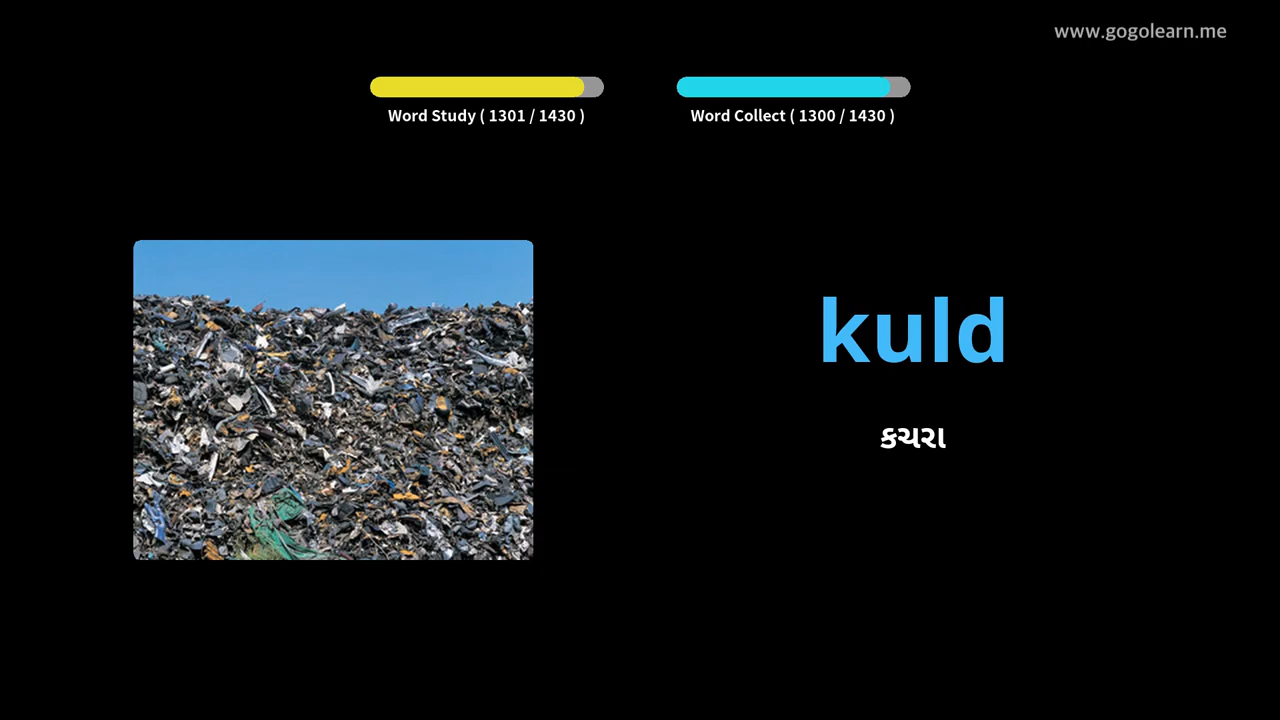 www.gogolearn.me
Word Study ( 1301 / 1430 )
Word Collect ( 1300 / 1430 )
kuld
કચરા